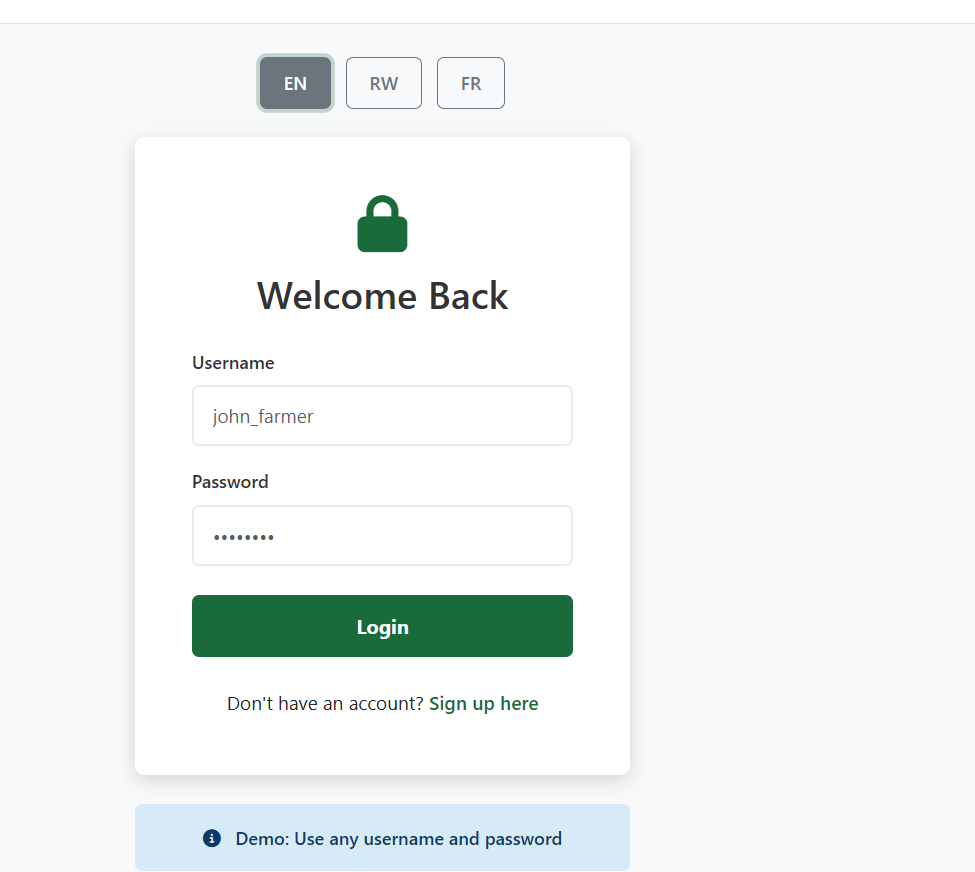 EN RW FR
Welcome Back
Username
john_farmer
Password
••••••••
Login
Don't have an account? Sign up here
Demo: Use any username and password